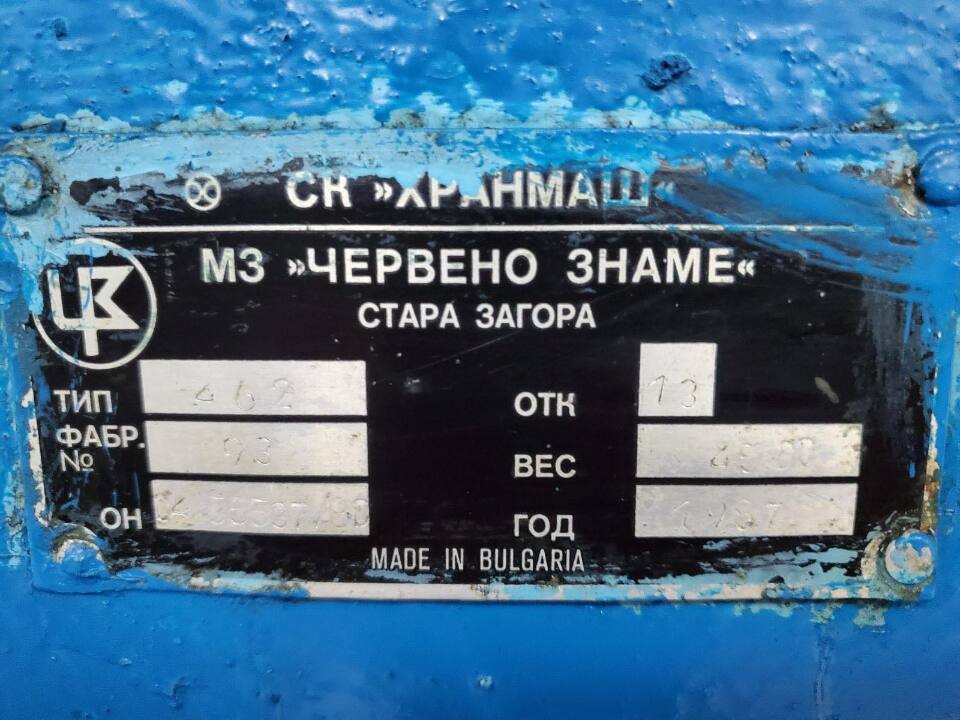 СК »ХРАНМАШ«
МЗ »ЧЕРВЕНО ЗНАМЕ«
СТАРА ЗАГОРА
ТИП 462 ОТК 13
ФАБР. № 93 ВЕС
ОН ГОД
MADE IN BULGARIA